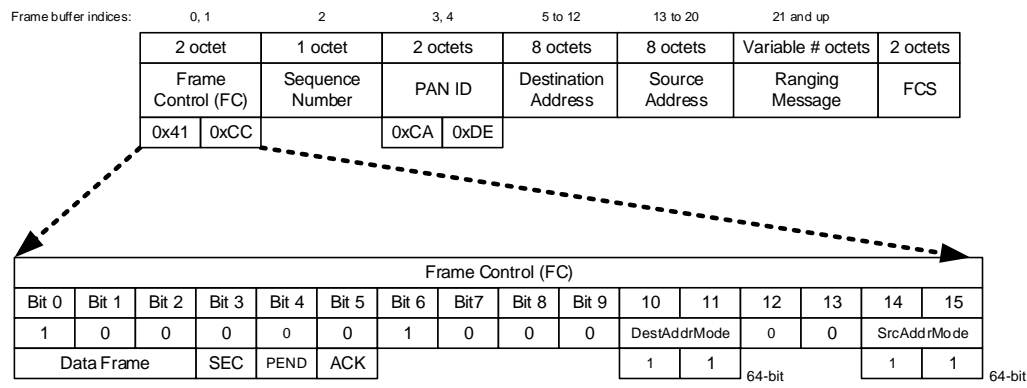 Frame buffer indices: 0, 1 2 3, 4 5 to 12 13 to 20 21 and up
2 octet 1 octet 2 octets 8 octets 8 octets Variable # octets 2 octets
Frame Control (FC) Sequence Number PAN ID Destination Address Source Address Ranging Message FCS
0x41 0xCC 0xCA 0xDE
Frame Control (FC)
Bit 0 Bit 1 Bit 2 Bit 3 Bit 4 Bit 5 Bit 6 Bit7 Bit 8 Bit 9 10 11 12 13 14 15
1 0 0 0 0 0 1 0 0 0 DestAddrMode 0 0 SrcAddrMode
Data Frame SEC PEND ACK 1 1 64-bit 1 1 64-bit